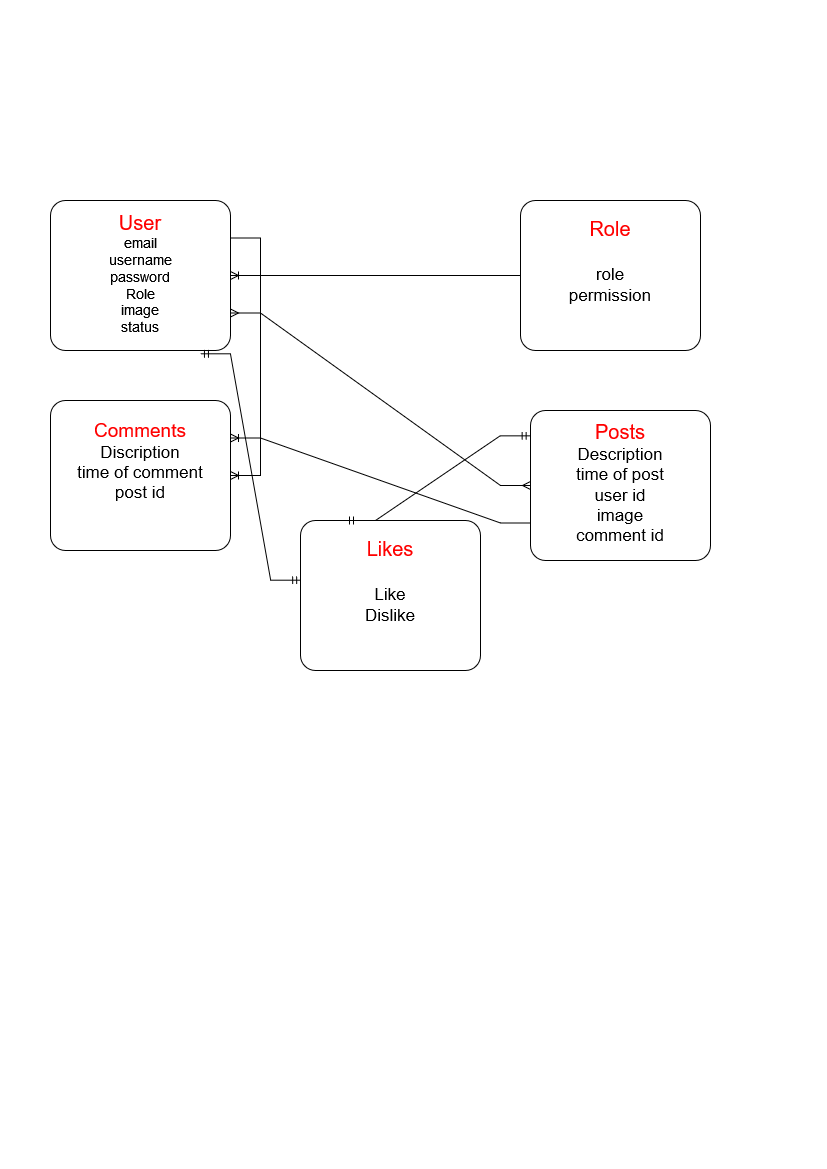 User
email
username
password
Role
image
status
Role
role
permission
Comments
Discription
time of comment
post id
Posts
Description
time of post
user id
image
comment id
Likes
Like
Dislike